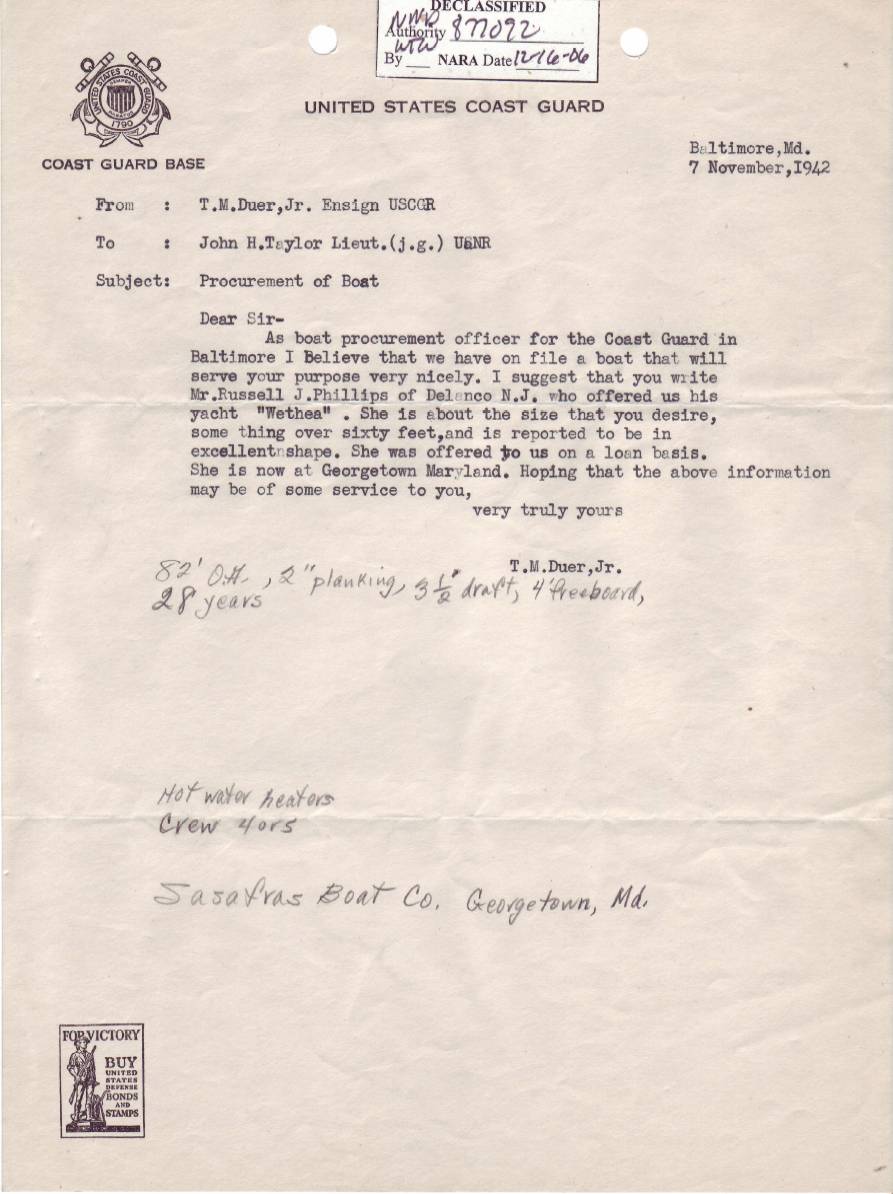 DECLASSIFIED
NND
Authority 877092
WTW
By NARA Date 12-16-06
UNITED STATES COAST GUARD
UNITED STATES COAST GUARD
1790
COAST GUARD BASE
Baltimore,Md.
7 November,1942
From : T.M.Duer,Jr. Ensign USCGR
To : John H.Taylor Lieut.(j.g.) USNR
Subject: Procurement of Boat
Dear Sir-
As boat procurement officer for the Coast Guard in
Baltimore I Believe that we have on file a boat that will
serve your purpose very nicely. I suggest that you write
Mr.Russell J.Phillips of Delanco N.J. who offered us his
yacht "Wethea" . She is about the size that you desire,
some thing over sixty feet,and is reported to be in
excellent shape. She was offered to us on a loan basis.
She is now at Georgetown Maryland. Hoping that the above information
may be of some service to you,
very truly yours
T.M.Duer,Jr.
82' O.A., 2" planking, 3 1/2' draft, 4' freeboard,
28 years
Hot water heaters
Crew 4 or 5
Sasafras Boat Co. Georgetown, Md.
FOR VICTORY
BUY
UNITED
STATES
DEFENSE
BONDS
AND
STAMPS